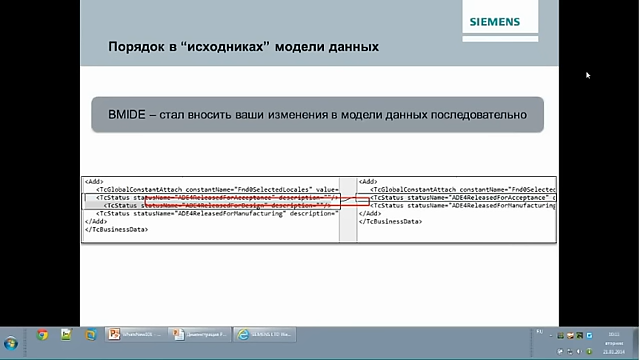 SIEMENS
Порядок в “исходниках” модели данных
BMIDE – стал вносить ваши изменения в модели данных последовательно
<Add>
<TcGlobalConstantAttach constantName="Fnd0SelectedLocales" value=
<TcStatus statusName="ADE4ReleasedForAcceptance" description=""/>
<TcStatus statusName="ADE4ReleasedForDesign" description=""/>
<TcStatus statusName="ADE4ReleasedForManufacturing" description="
</Add>
</TcBusinessData>
<Add>
<TcGlobalConstantAttach constantName="Fnd0Selected
<TcStatus statusName="ADE4ReleasedForAcceptance" d
<TcStatus statusName="ADE4ReleasedForManufacturing
</Add>
</TcBusinessData>